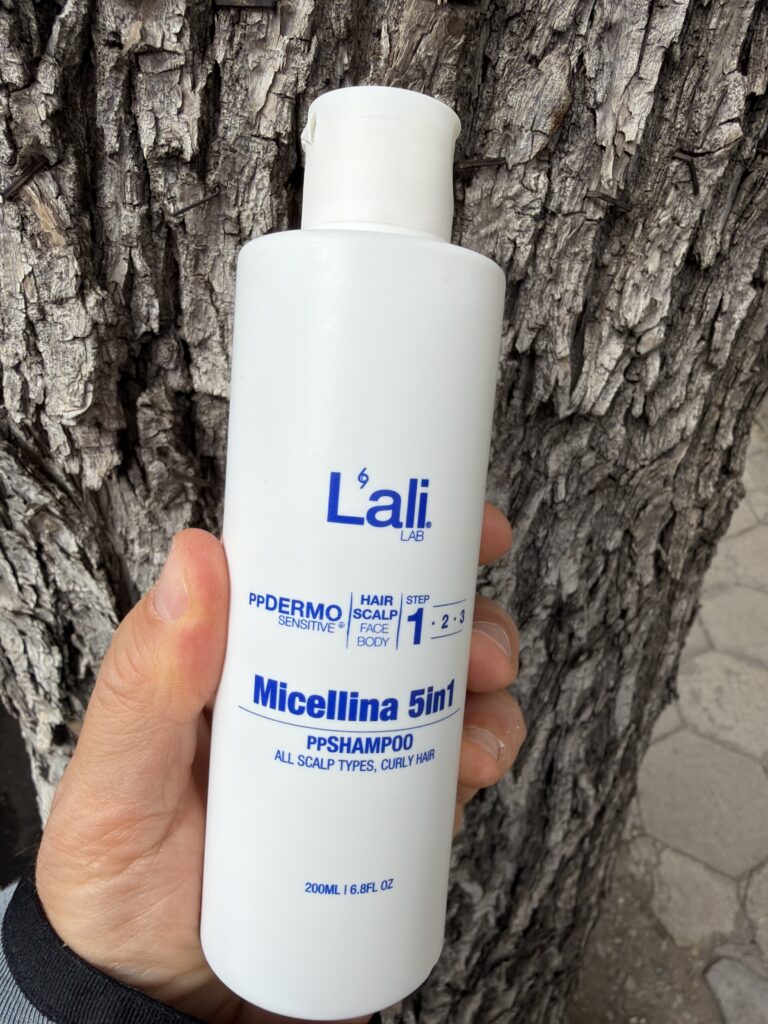 L'ali®
LAB
PPDERMO
SENSITIVE
HAIR
SCALP
FACE
BODY
STEP
1 · 2 · 3
Micellina 5in1
PPSHAMPOO
ALL SCALP TYPES, CURLY HAIR
200ML | 6.8FL OZ